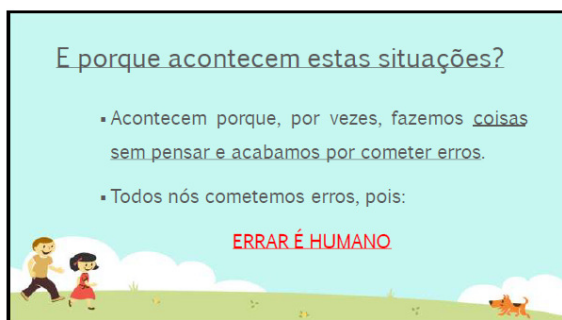 E porque acontecem estas situações?
▪ Acontecem porque, por vezes, fazemos coisas
sem pensar e acabamos por cometer erros.
▪ Todos nós cometemos erros, pois:
ERRAR É HUMANO